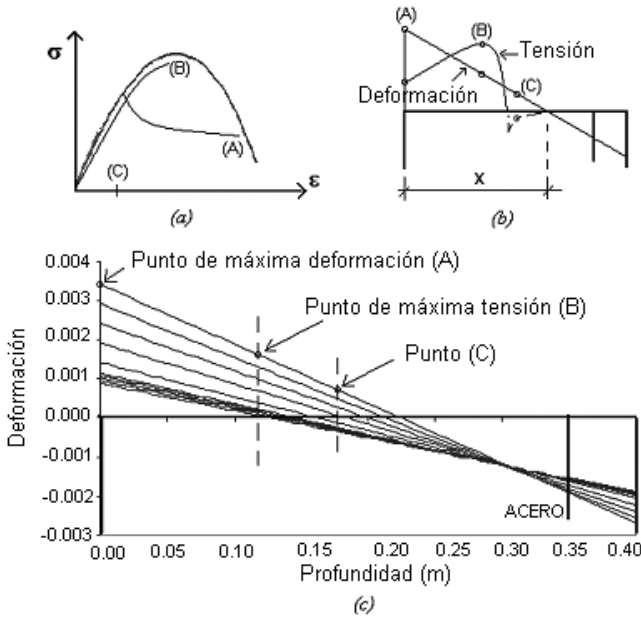 σ
(B)
(A)
(C)
ε
(a)
(A)
(B)
Tensión
(C)
Deformación
x
(b)
Deformación
0.004
0.003
0.002
0.001
0.000
-0.001
-0.002
-0.003
Punto de máxima deformación (A)
Punto de máxima tensión (B)
Punto (C)
ACERO
0.00
0.05
0.10
0.15
0.20
0.30
0.35
0.40
Profundidad (m)
(c)